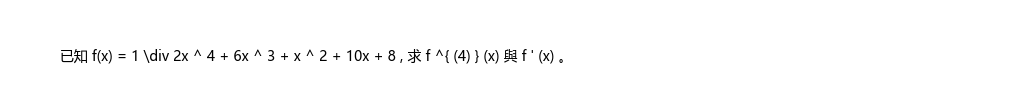 已知 f(x) = 1 \div 2x ^ 4 + 6x ^ 3 + x ^ 2 + 10x + 8 , 求 f ^{ (4) } (x) 與 f ' (x) 。